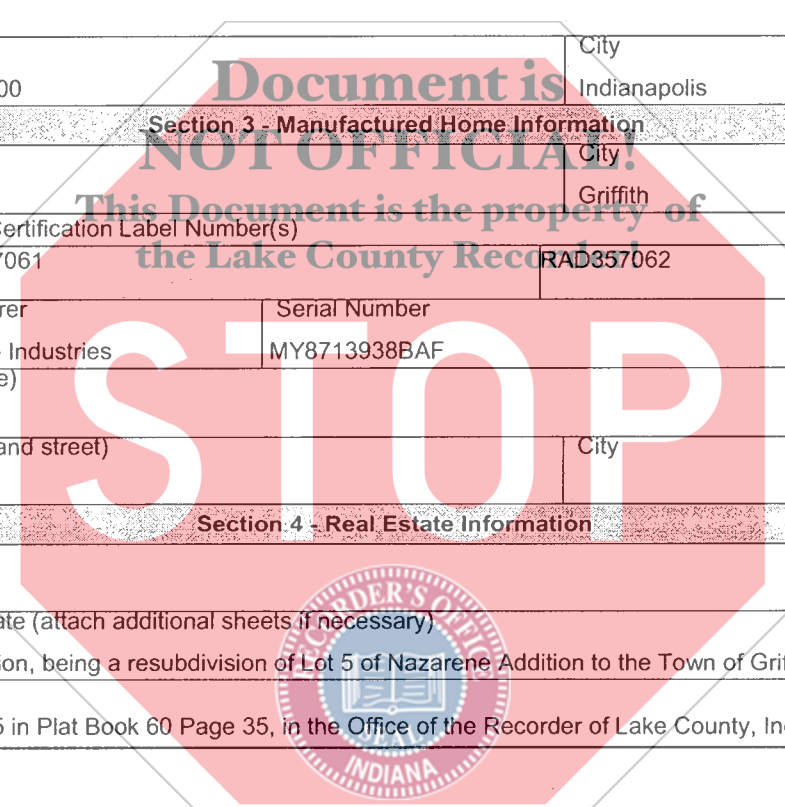 City
Document is
00 Indianapolis
Section 3 - Manufactured Home Information
NOT OFFICIAL!
City
This Document is the property of
Griffith
Certification Label Number(s)
7061 the Lake County Recorder! RAD357062
rer Serial Number
Industries MY8713938BAF
e)
STOP
and street) City
Section 4 - Real Estate Information
RECORDER'S OFFICE
ate (attach additional sheets if necessary)
ion, being a resubdivision of Lot 5 of Nazarene Addition to the Town of Grif
5 in Plat Book 60 Page 35, in the Office of the Recorder of Lake County, In
SEAL
INDIANA